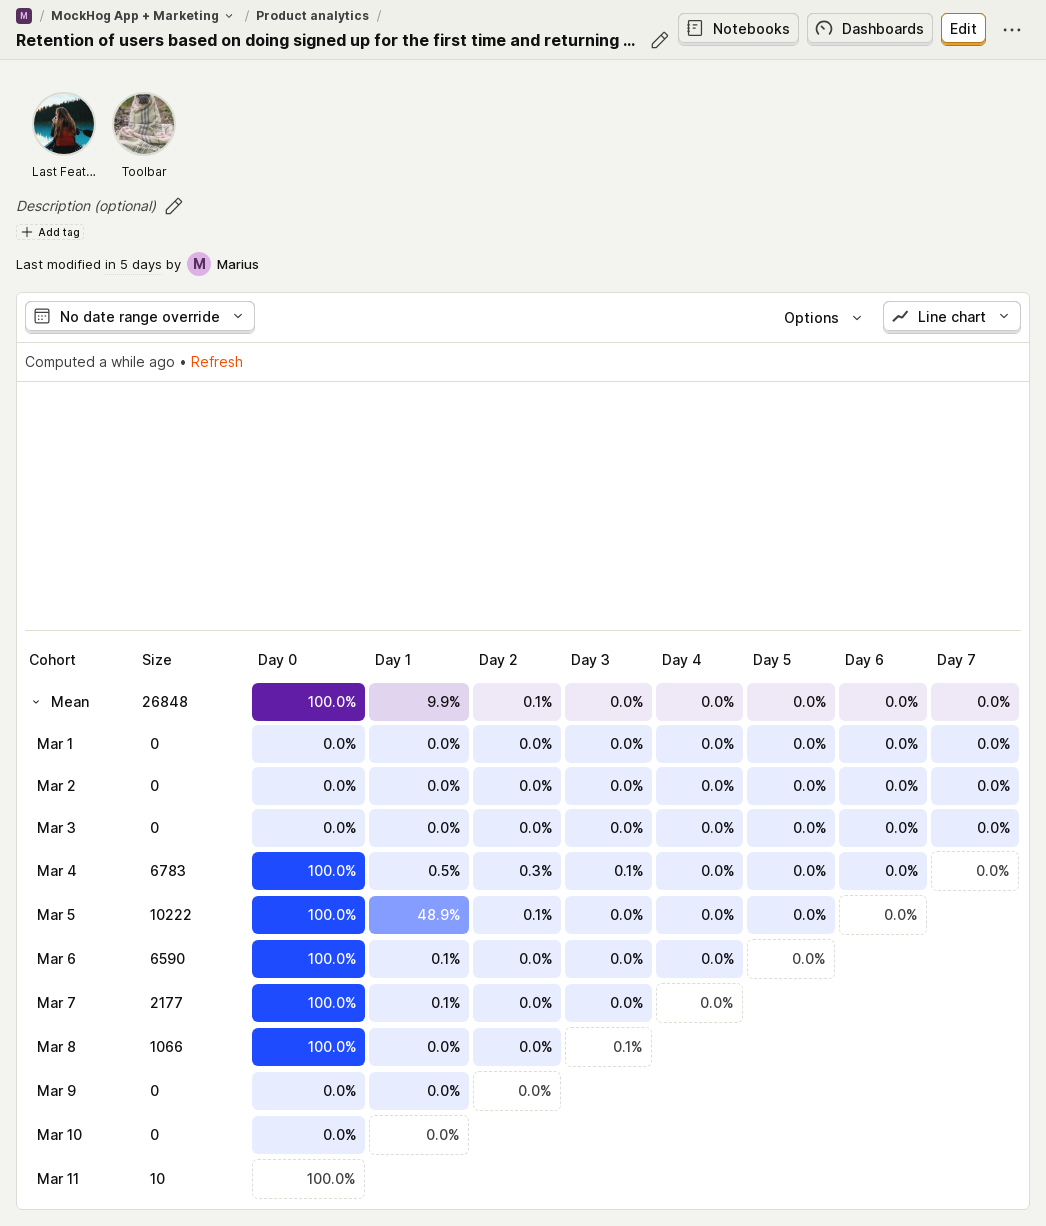 M / MockHog App + Marketing / Product analytics /
Retention of users based on doing signed up for the first time and returning ...
Notebooks Dashboards Edit
Last Feat... Toolbar
Description (optional)
Add tag
Last modified in 5 days by M Marius
No date range override Options Line chart
Computed a while ago • Refresh
Cohort Size Day 0 Day 1 Day 2 Day 3 Day 4 Day 5 Day 6 Day 7
Mean 26848 100.0% 9.9% 0.1% 0.0% 0.0% 0.0% 0.0% 0.0%
Mar 1 0 0.0% 0.0% 0.0% 0.0% 0.0% 0.0% 0.0% 0.0%
Mar 2 0 0.0% 0.0% 0.0% 0.0% 0.0% 0.0% 0.0% 0.0%
Mar 3 0 0.0% 0.0% 0.0% 0.0% 0.0% 0.0% 0.0% 0.0%
Mar 4 6783 100.0% 0.5% 0.3% 0.1% 0.0% 0.0% 0.0% 0.0%
Mar 5 10222 100.0% 48.9% 0.1% 0.0% 0.0% 0.0% 0.0%
Mar 6 6590 100.0% 0.1% 0.0% 0.0% 0.0% 0.0%
Mar 7 2177 100.0% 0.1% 0.0% 0.0% 0.0%
Mar 8 1066 100.0% 0.0% 0.0% 0.1%
Mar 9 0 0.0% 0.0% 0.0%
Mar 10 0 0.0% 0.0%
Mar 11 10 100.0%